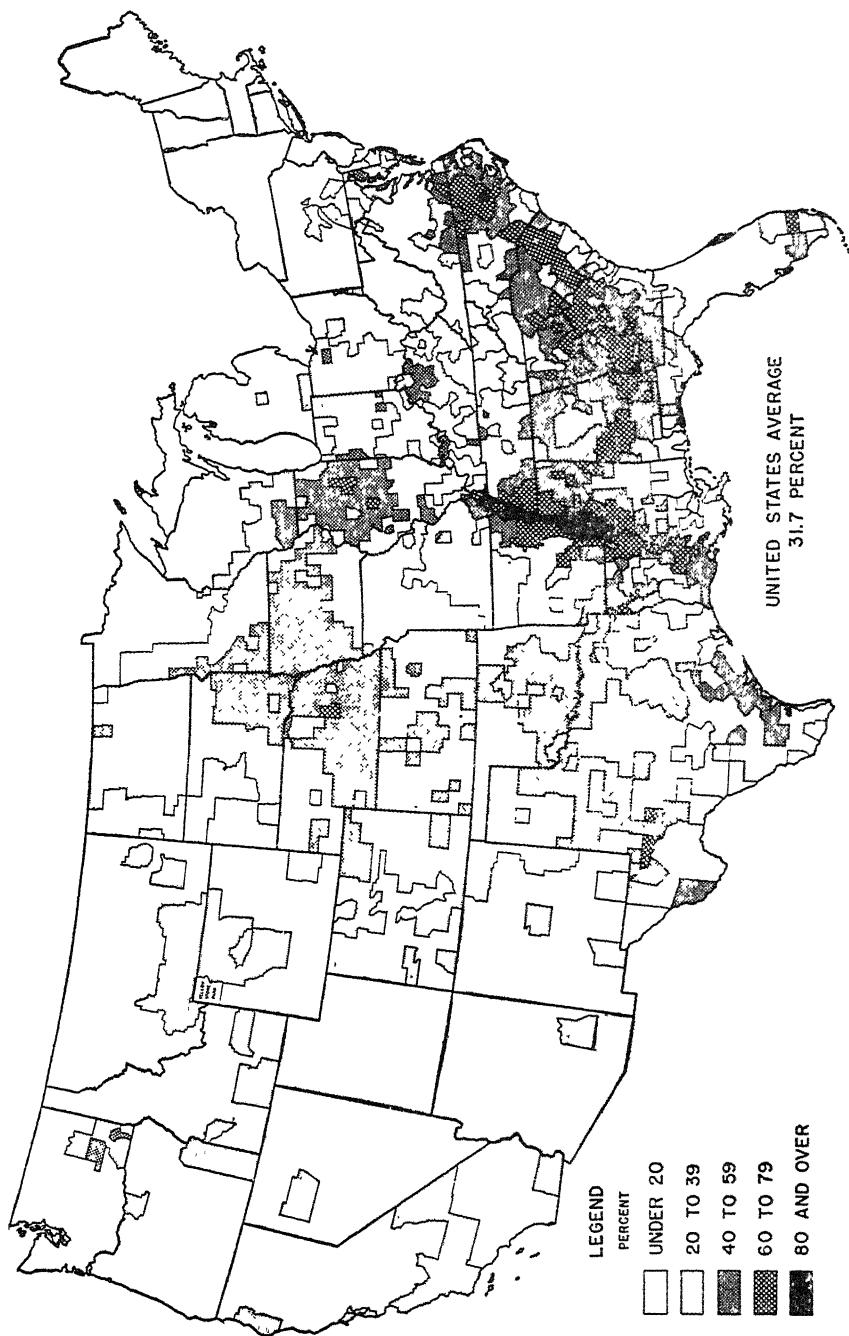 UNITED STATES AVERAGE
31.7 PERCENT
LEGEND
PERCENT
UNDER 20
20 TO 39
40 TO 59
60 TO 79
80 AND OVER